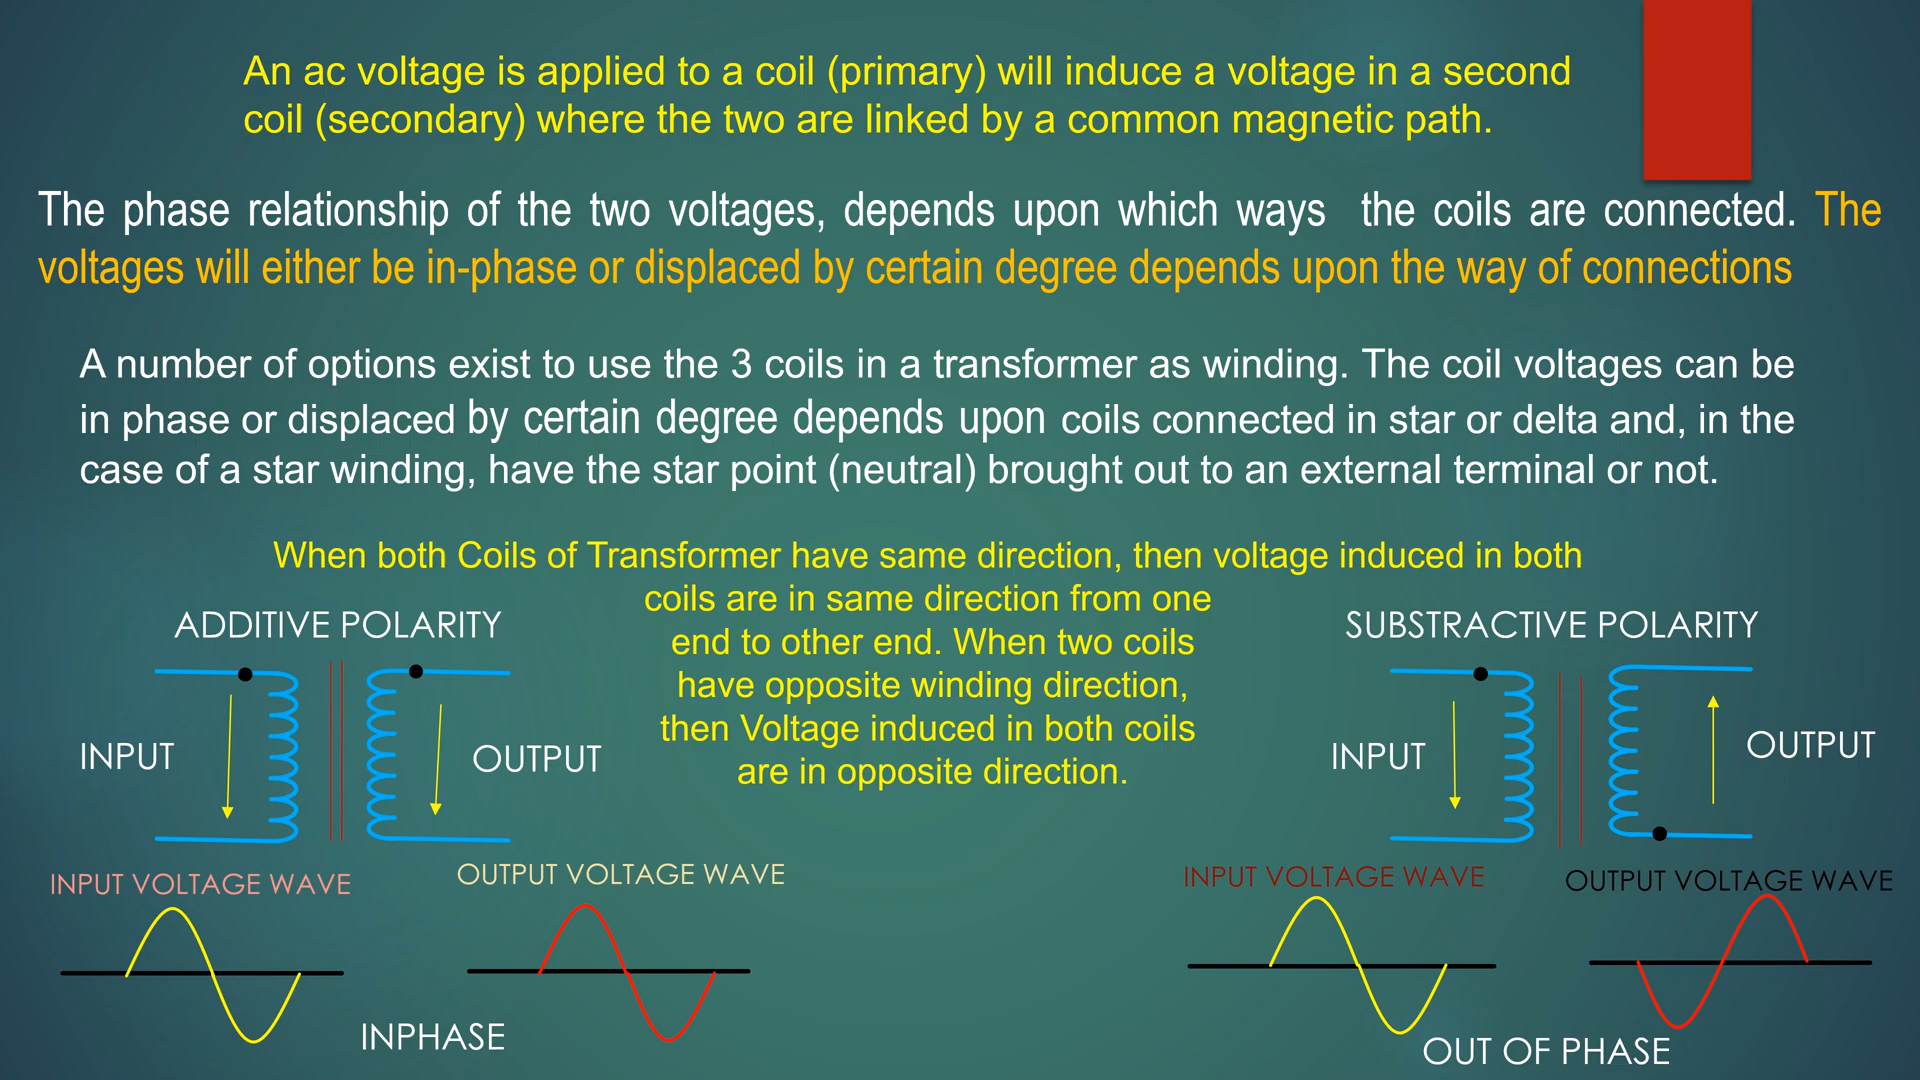 An ac voltage is applied to a coil (primary) will induce a voltage in a second
coil (secondary) where the two are linked by a common magnetic path.
The phase relationship of the two voltages, depends upon which ways the coils are connected. The
voltages will either be in-phase or displaced by certain degree depends upon the way of connections
A number of options exist to use the 3 coils in a transformer as winding. The coil voltages can be
in phase or displaced by certain degree depends upon coils connected in star or delta and, in the
case of a star winding, have the star point (neutral) brought out to an external terminal or not.
When both Coils of Transformer have same direction, then voltage induced in both
coils are in same direction from one
end to other end. When two coils
have opposite winding direction,
then Voltage induced in both coils
are in opposite direction.
ADDITIVE POLARITY
INPUT
OUTPUT
INPUT VOLTAGE WAVE
OUTPUT VOLTAGE WAVE
INPHASE
SUBSTRACTIVE POLARITY
INPUT
OUTPUT
INPUT VOLTAGE WAVE
OUTPUT VOLTAGE WAVE
OUT OF PHASE